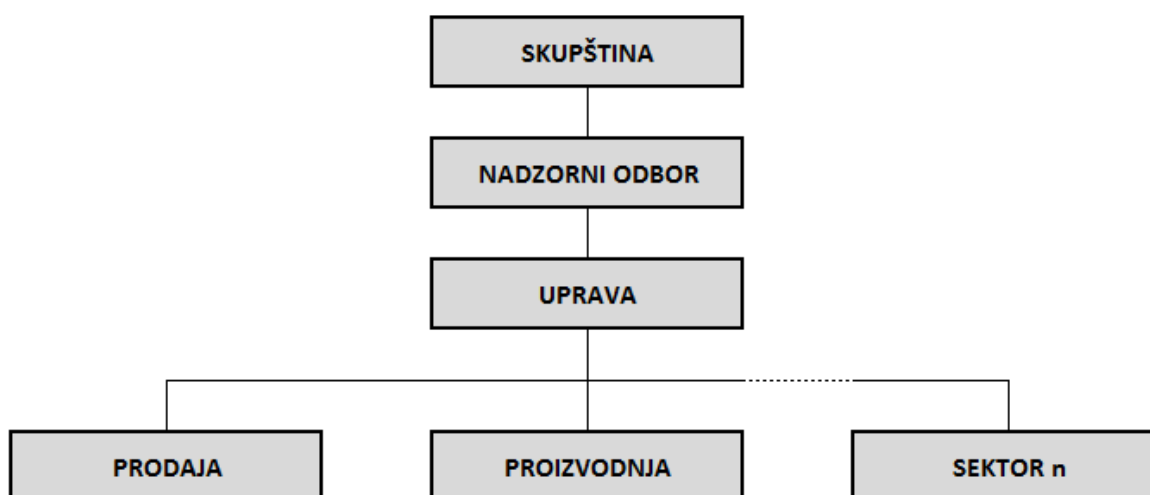 SKUPŠTINA
NADZORNI ODBOR
UPRAVA
PRODAJA
PROIZVODNJA
SEKTOR n